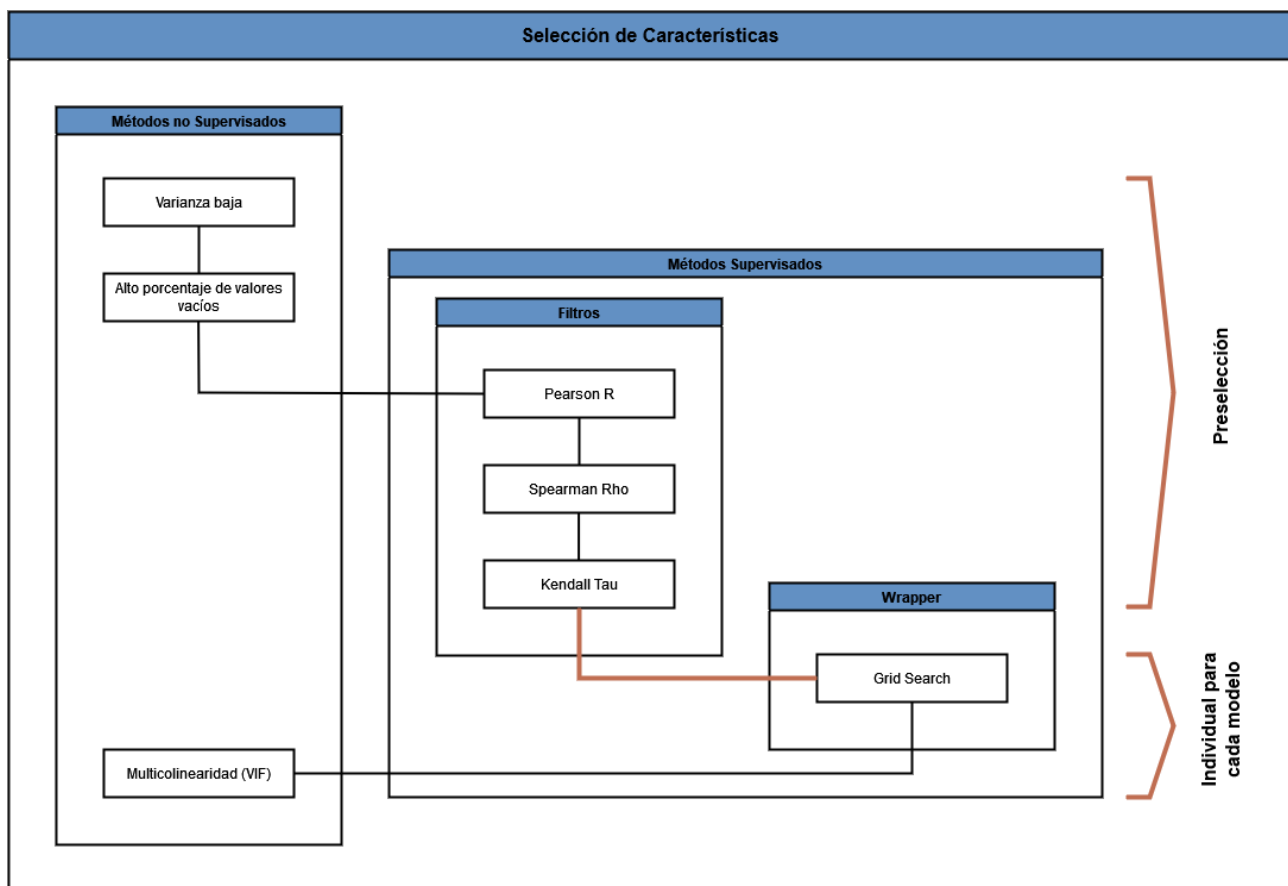 Selección de Características
Métodos no Supervisados
Varianza baja
Alto porcentaje de valores
vacíos
Multicolinearidad (VIF)
Métodos Supervisados
Filtros
Pearson R
Spearman Rho
Kendall Tau
Wrapper
Grid Search
Preselección
Individual para
cada modelo